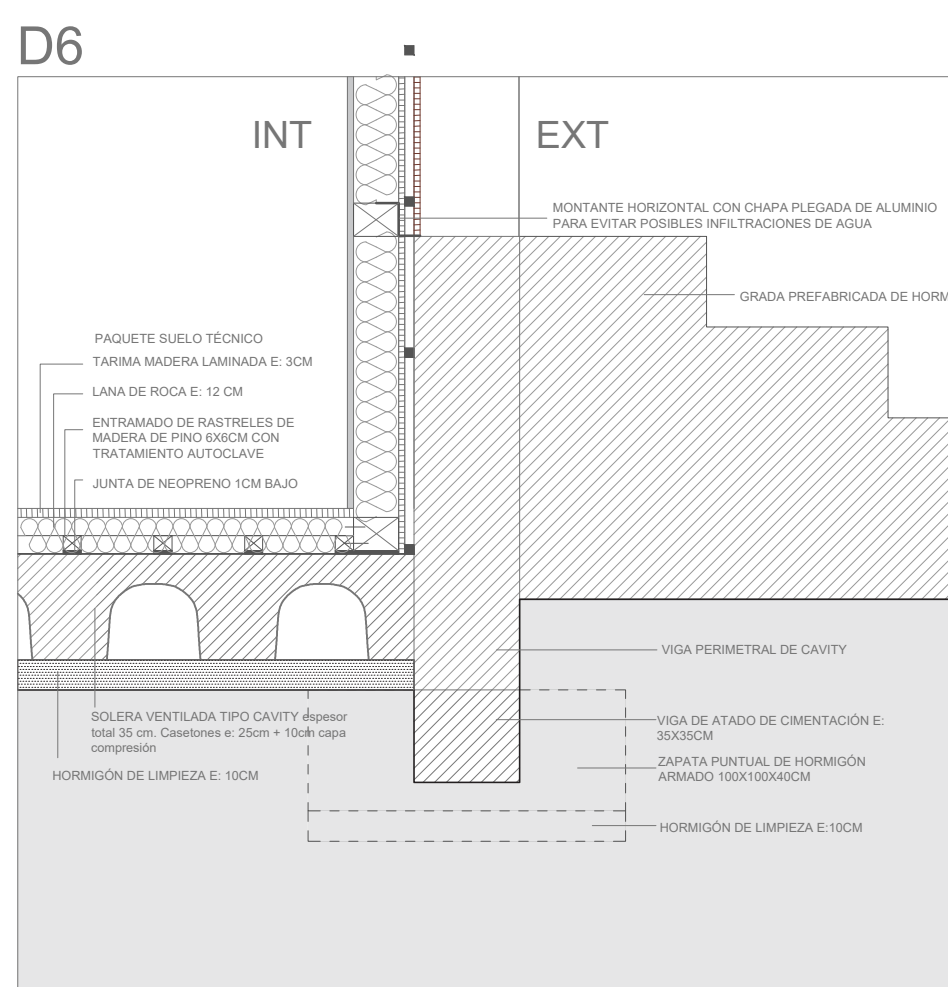 D6
INT
EXT
MONTANTE HORIZONTAL CON CHAPA PLEGADA DE ALUMINIO
PARA EVITAR POSIBLES INFILTRACIONES DE AGUA
GRADA PREFABRICADA DE HORM
PAQUETE SUELO TÉCNICO
TARIMA MADERA LAMINADA E: 3CM
LANA DE ROCA E: 12 CM
ENTRAMADO DE RASTRELES DE
MADERA DE PINO 6X6CM CON
TRATAMIENTO AUTOCLAVE
JUNTA DE NEOPRENO 1CM BAJO
VIGA PERIMETRAL DE CAVITY
SOLERA VENTILADA TIPO CAVITY espesor
total 35 cm. Casetones e: 25cm + 10cm capa
compresión
HORMIGÓN DE LIMPIEZA E: 10CM
VIGA DE ATADO DE CIMENTACIÓN E:
35X35CM
ZAPATA PUNTUAL DE HORMIGÓN
ARMADO 100X100X40CM
HORMIGÓN DE LIMPIEZA E:10CM